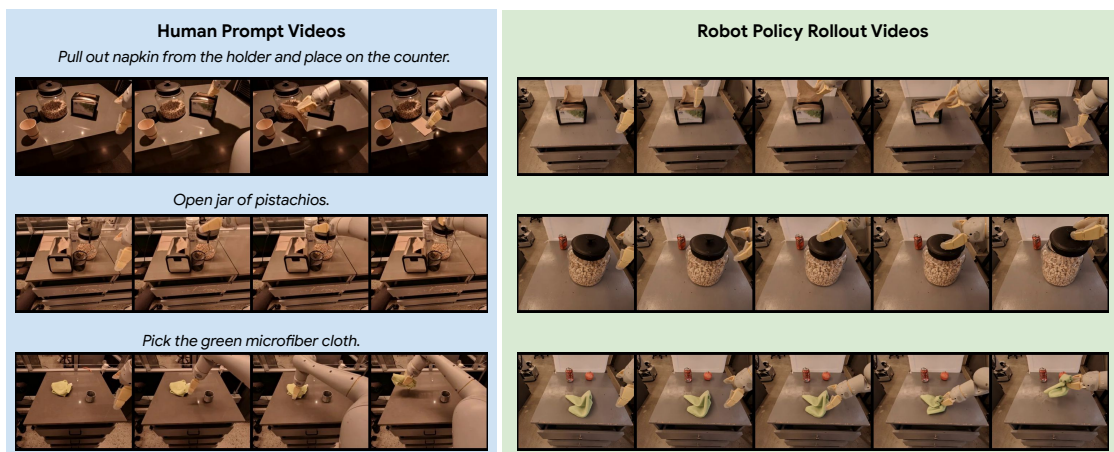 Human Prompt Videos
Robot Policy Rollout Videos
Pull out napkin from the holder and place on the counter.
Open jar of pistachios.
Pick the green microfiber cloth.